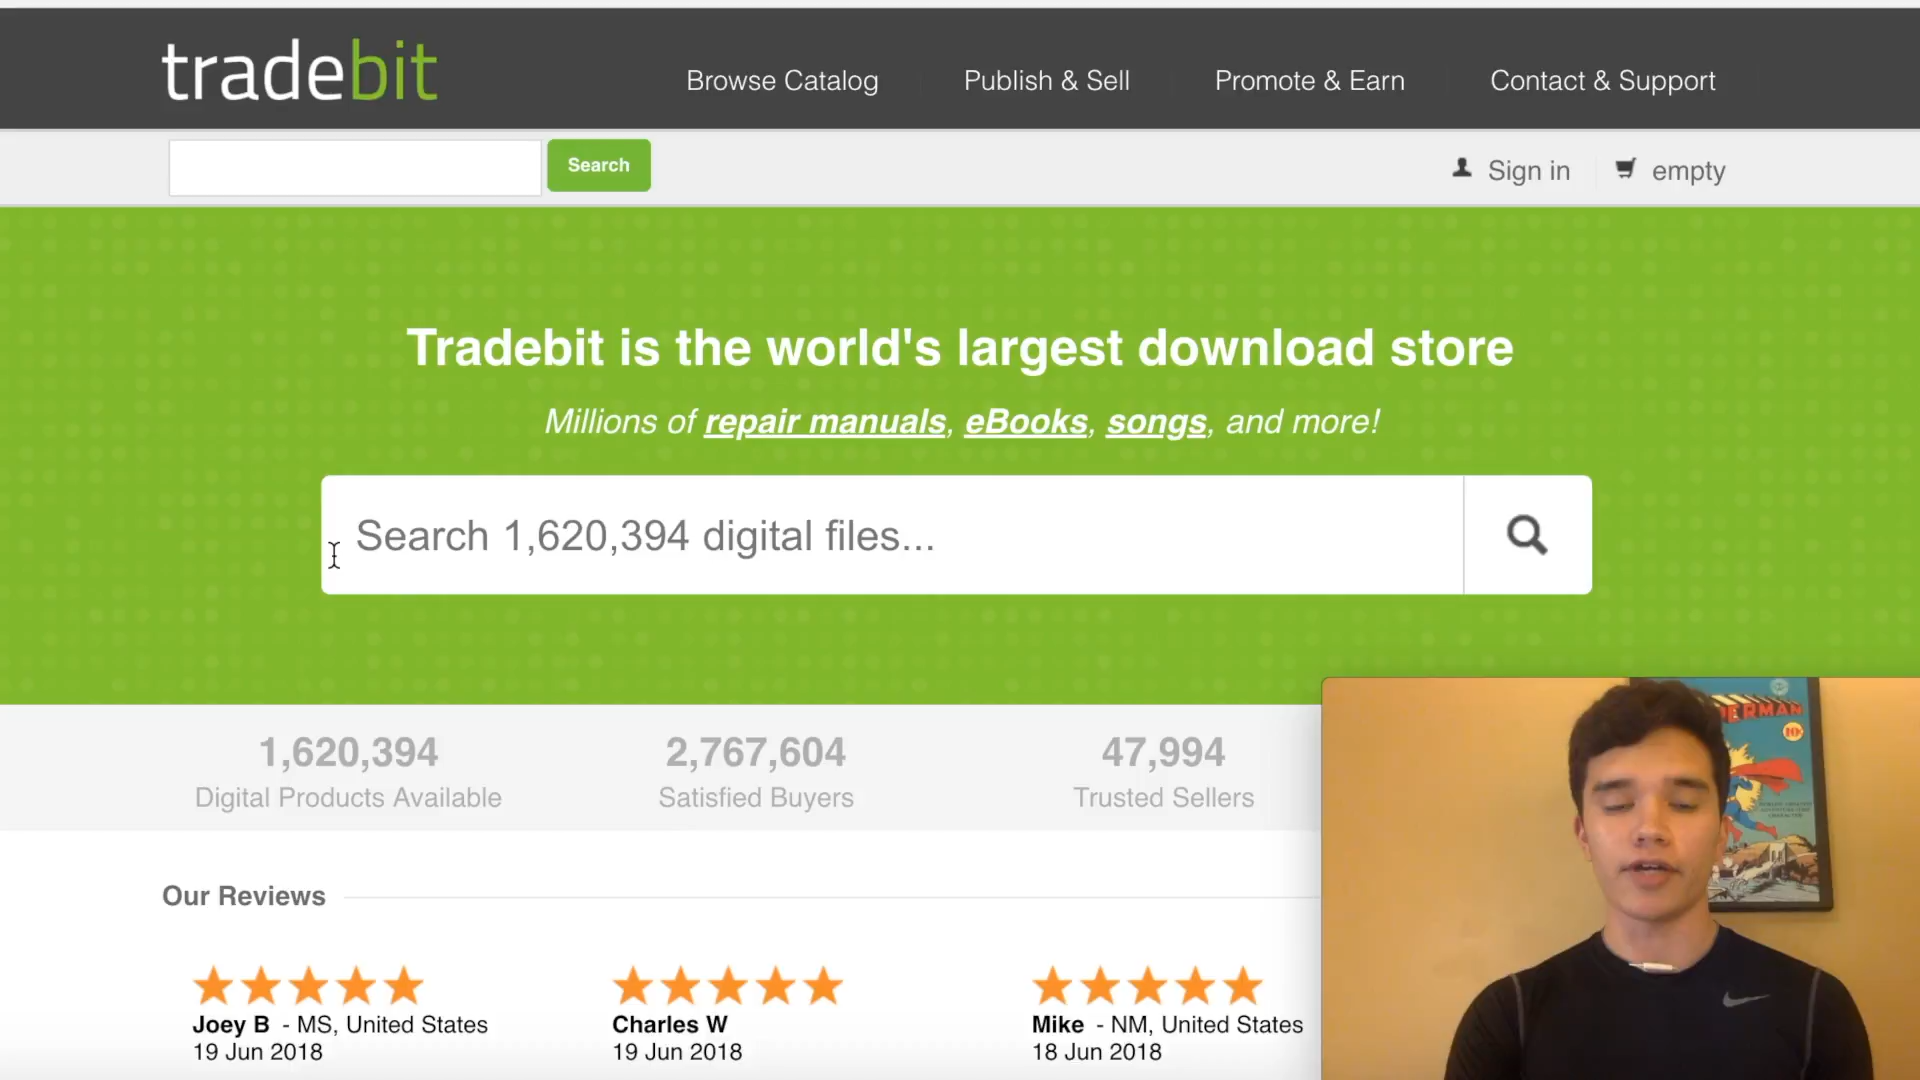 tradebit
Browse Catalog
Publish & Sell
Promote & Earn
Contact & Support
Search
Sign in
empty
Tradebit is the world's largest download store
Millions of repair manuals, eBooks, songs, and more!
Search 1,620,394 digital files...
1,620,394
Digital Products Available
2,767,604
Satisfied Buyers
47,994
Trusted Sellers
Our Reviews
Joey B - MS, United States
19 Jun 2018
Charles W
19 Jun 2018
Mike - NM, United States
18 Jun 2018
ERMAN
10¢